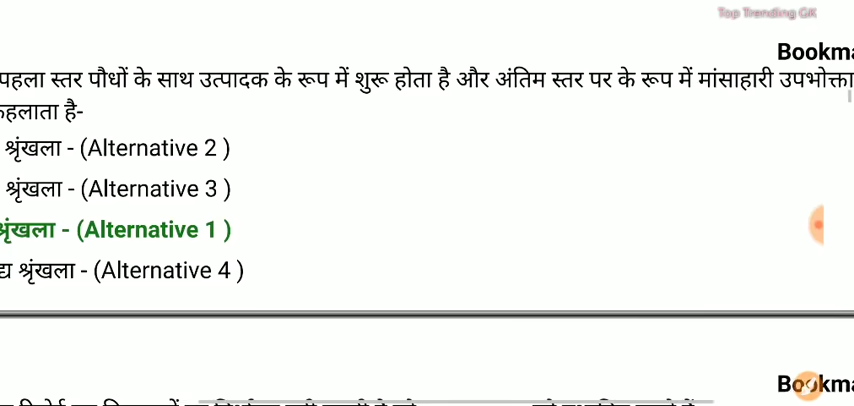 Top Trending GK
Bookma
पहला स्तर पौधों के साथ उत्पादक के रूप में शुरू होता है और अंतिम स्तर पर के रूप में मांसाहारी उपभोक्ता
कहलाता है-
श्रृंखला - (Alternative 2 )
श्रृंखला - (Alternative 3 )
श्रृंखला - (Alternative 1 )
द्य श्रृंखला - (Alternative 4 )
Bookma